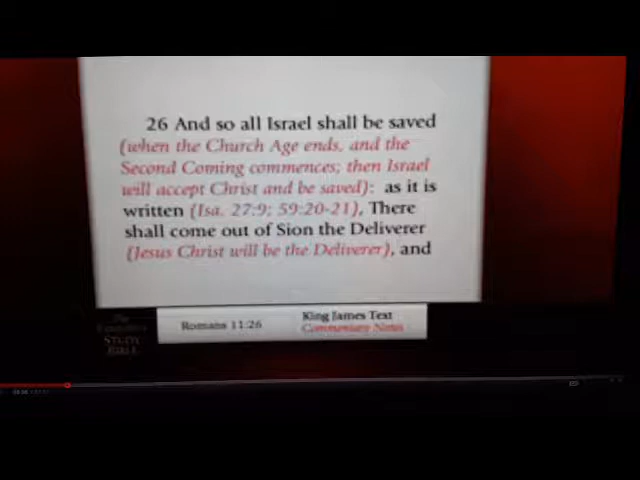 26 And so all Israel shall be saved
(when the Church Age ends, and the
Second Coming commences; then Israel
will accept Christ and be saved): as it is
written (Isa. 27:9; 59:20-21), There
shall come out of Sion the Deliverer
(Jesus Christ will be the Deliverer), and
The
STUDY
BIBLE
Romans 11:26
King James Text
Commentary Notes